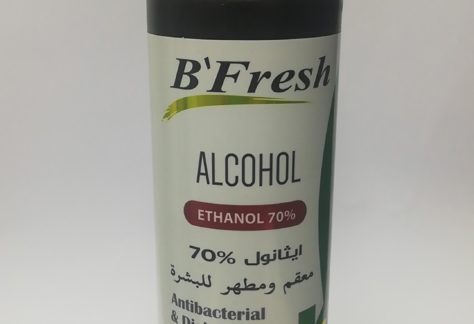 B'Fresh
ALCOHOL
ETHANOL 70%
ايثانول 70%
معقم ومطهر للبشرة
Antibacterial
&